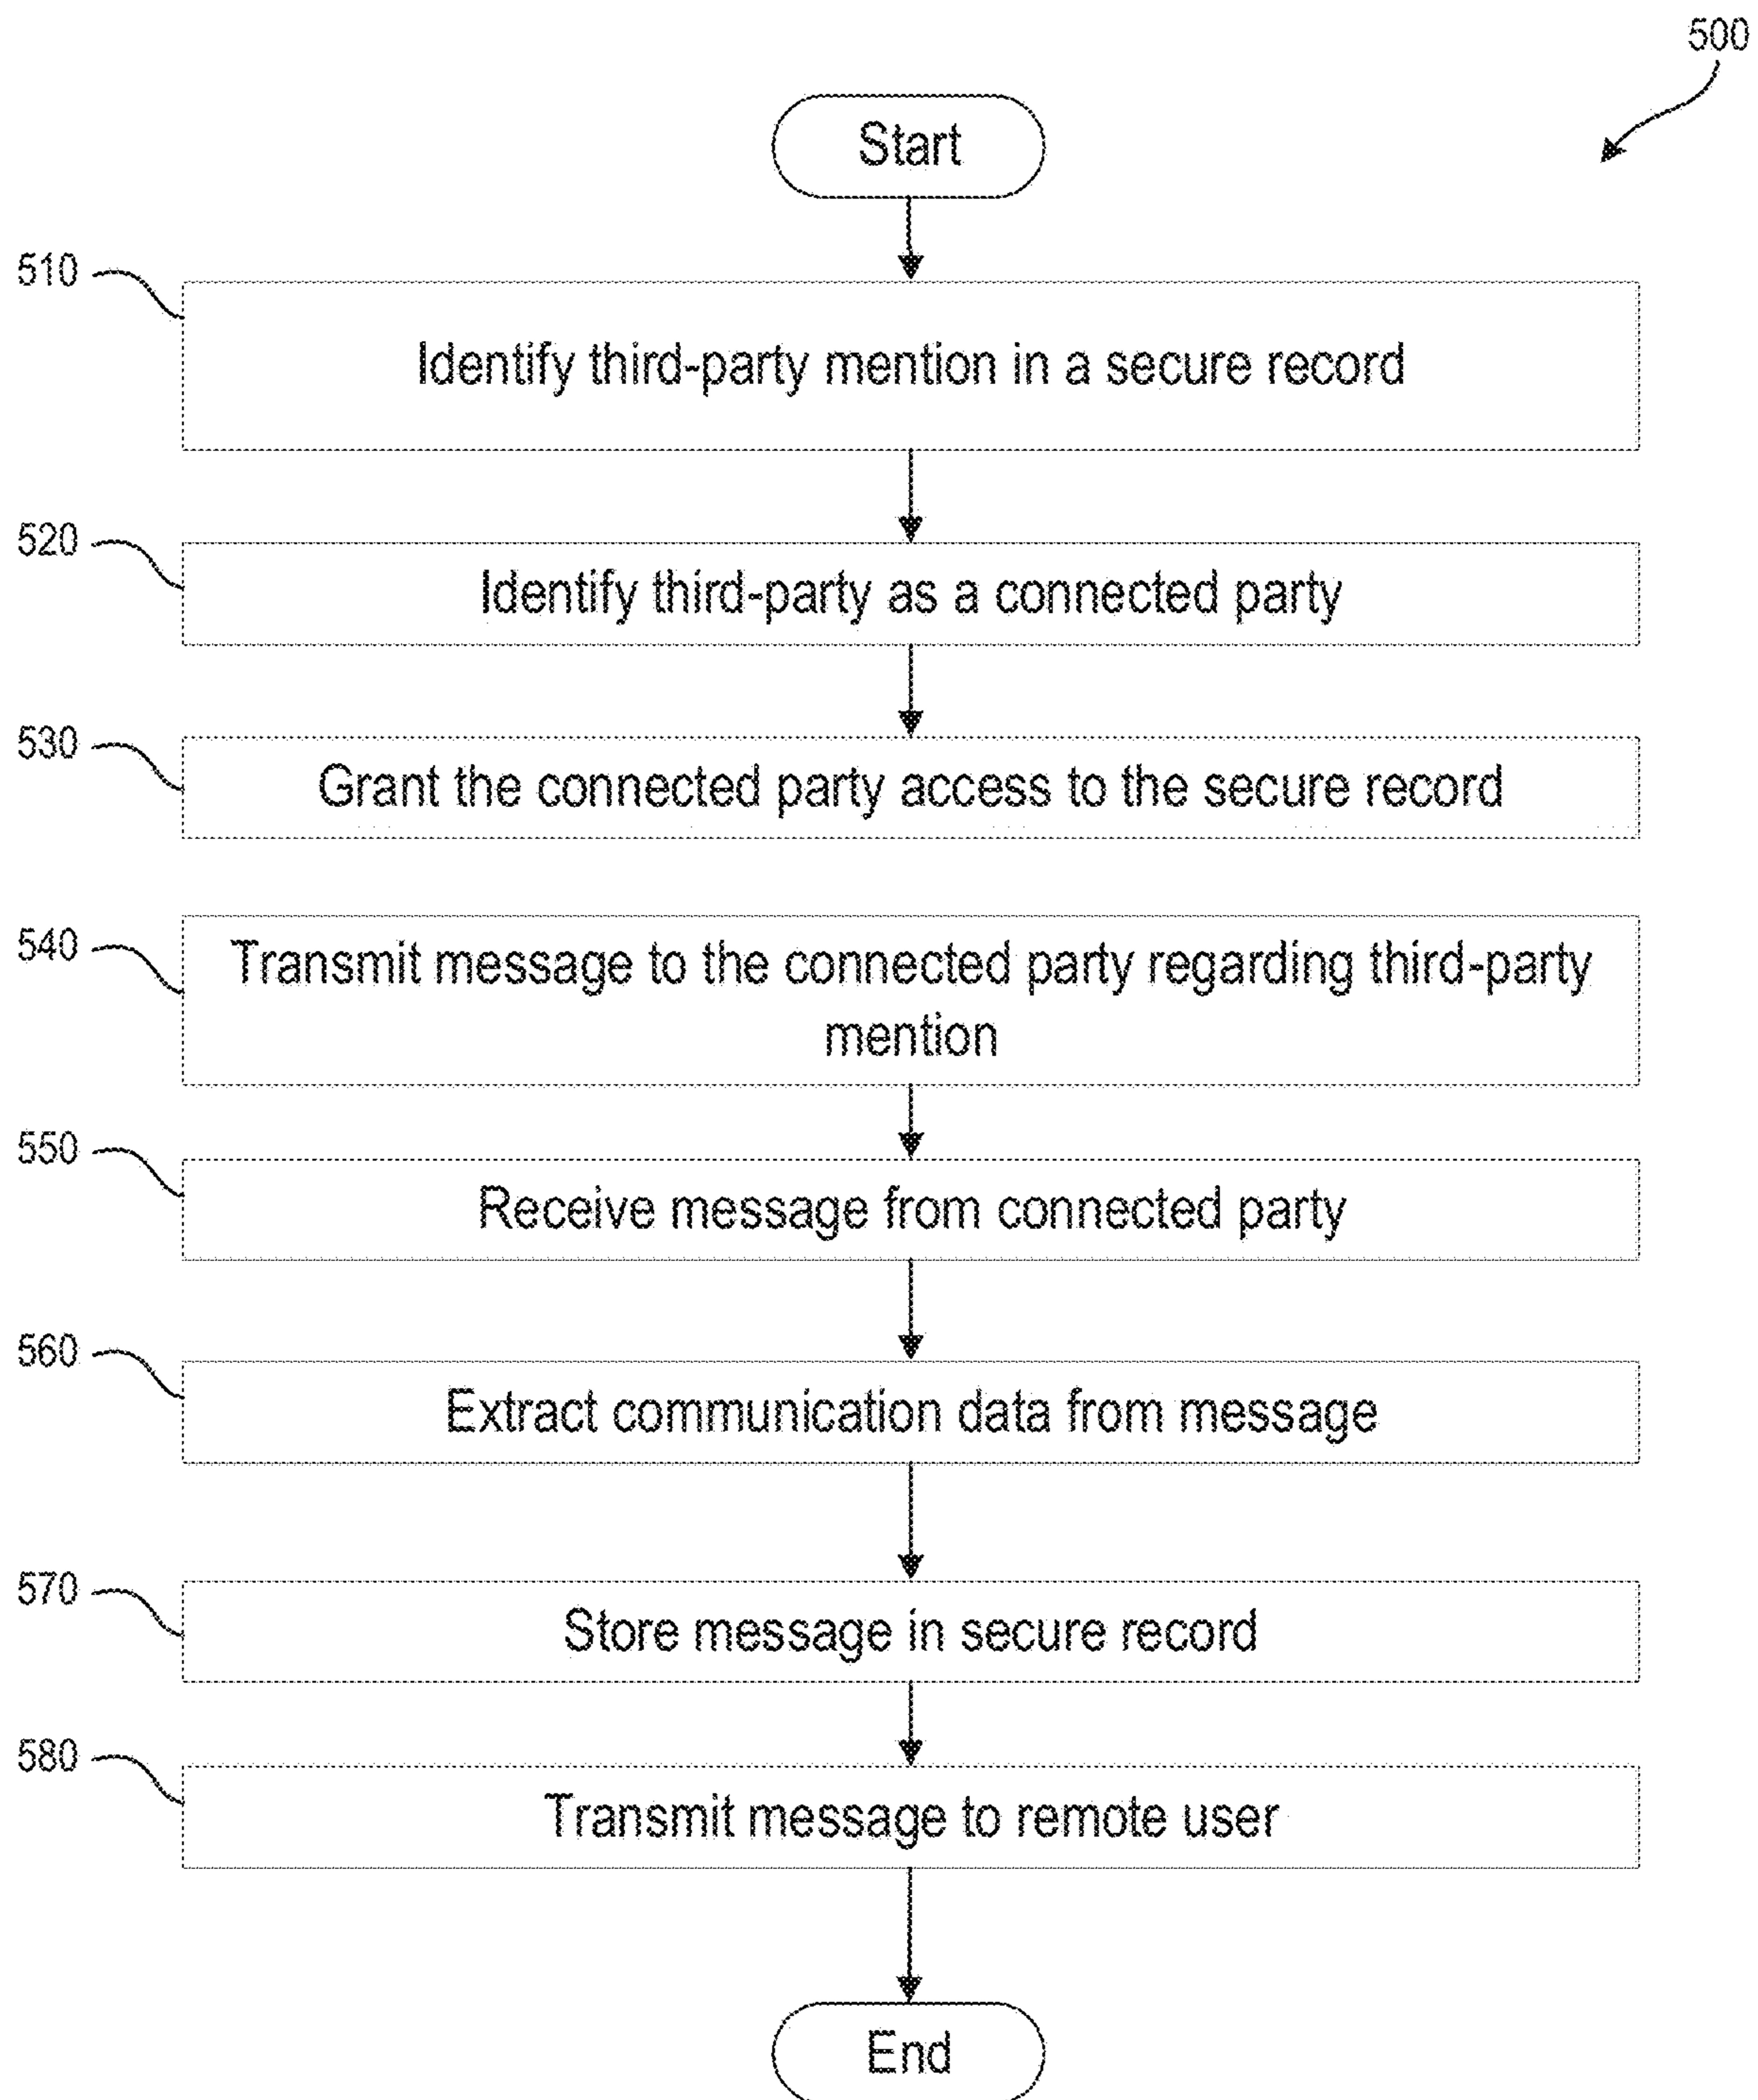 500
Start
510
Identify third-party mention in a secure record
520
Identify third-party as a connected party
530
Grant the connected party access to the secure record
540
Transmit message to the connected party regarding third-party
mention
550
Receive message from connected party
560
Extract communication data from message
570
Store message in secure record
580
Transmit message to remote user
End